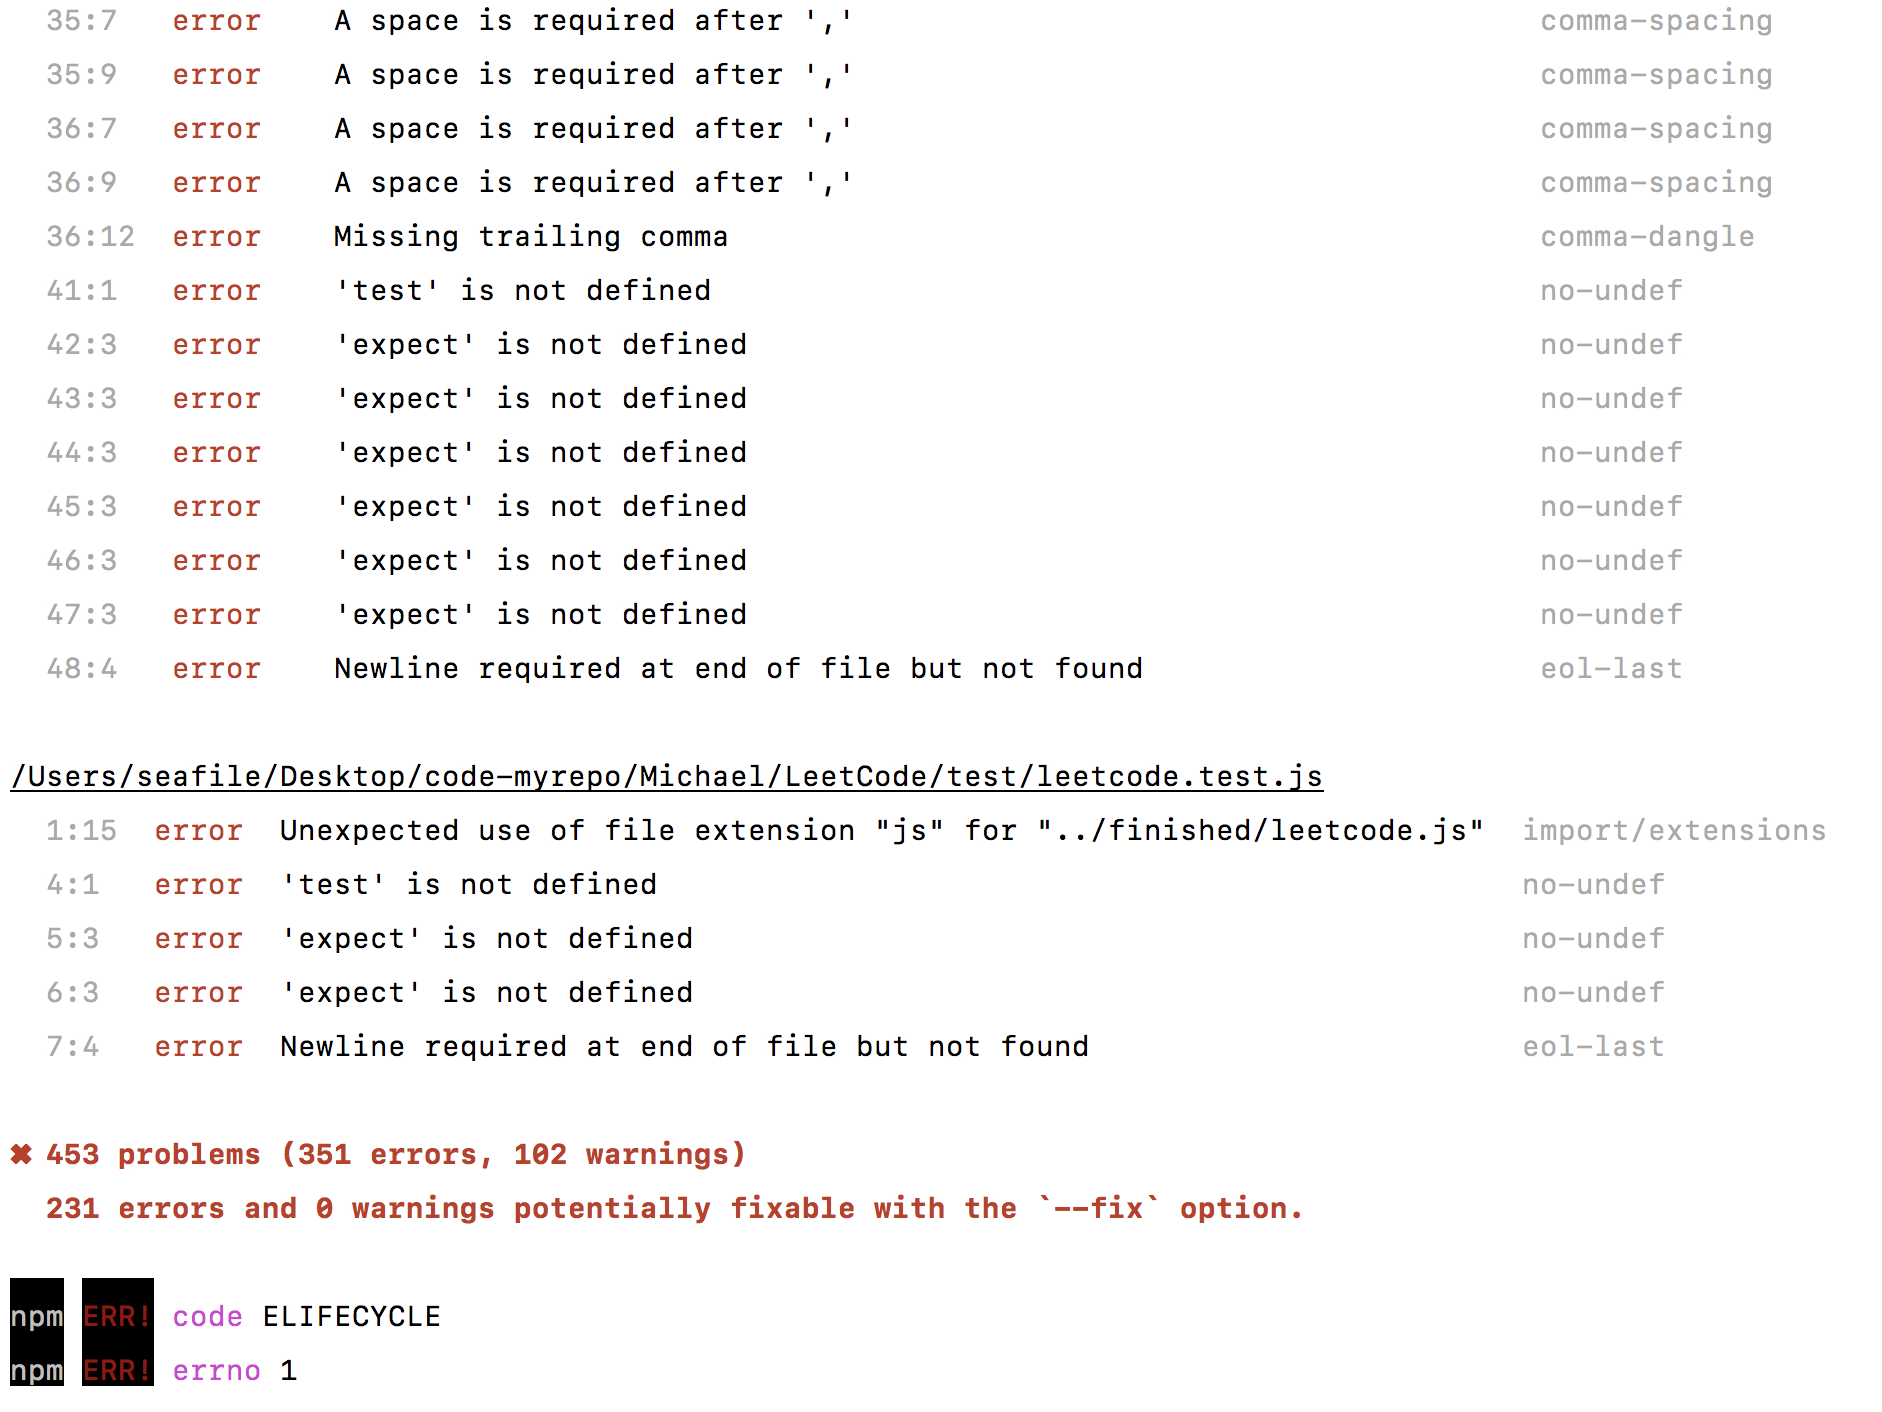 35:7 error A space is required after ',' comma-spacing
35:9 error A space is required after ',' comma-spacing
36:7 error A space is required after ',' comma-spacing
36:9 error A space is required after ',' comma-spacing
36:12 error Missing trailing comma comma-dangle
41:1 error 'test' is not defined no-undef
42:3 error 'expect' is not defined no-undef
43:3 error 'expect' is not defined no-undef
44:3 error 'expect' is not defined no-undef
45:3 error 'expect' is not defined no-undef
46:3 error 'expect' is not defined no-undef
47:3 error 'expect' is not defined no-undef
48:4 error Newline required at end of file but not found eol-last
/Users/seafile/Desktop/code-myrepo/Michael/LeetCode/test/leetcode.test.js
1:15 error Unexpected use of file extension "js" for "../finished/leetcode.js" import/extensions
4:1 error 'test' is not defined no-undef
5:3 error 'expect' is not defined no-undef
6:3 error 'expect' is not defined no-undef
7:4 error Newline required at end of file but not found eol-last
✖ 453 problems (351 errors, 102 warnings)
231 errors and 0 warnings potentially fixable with the `--fix` option.
npm ERR! code ELIFECYCLE
npm ERR! errno 1